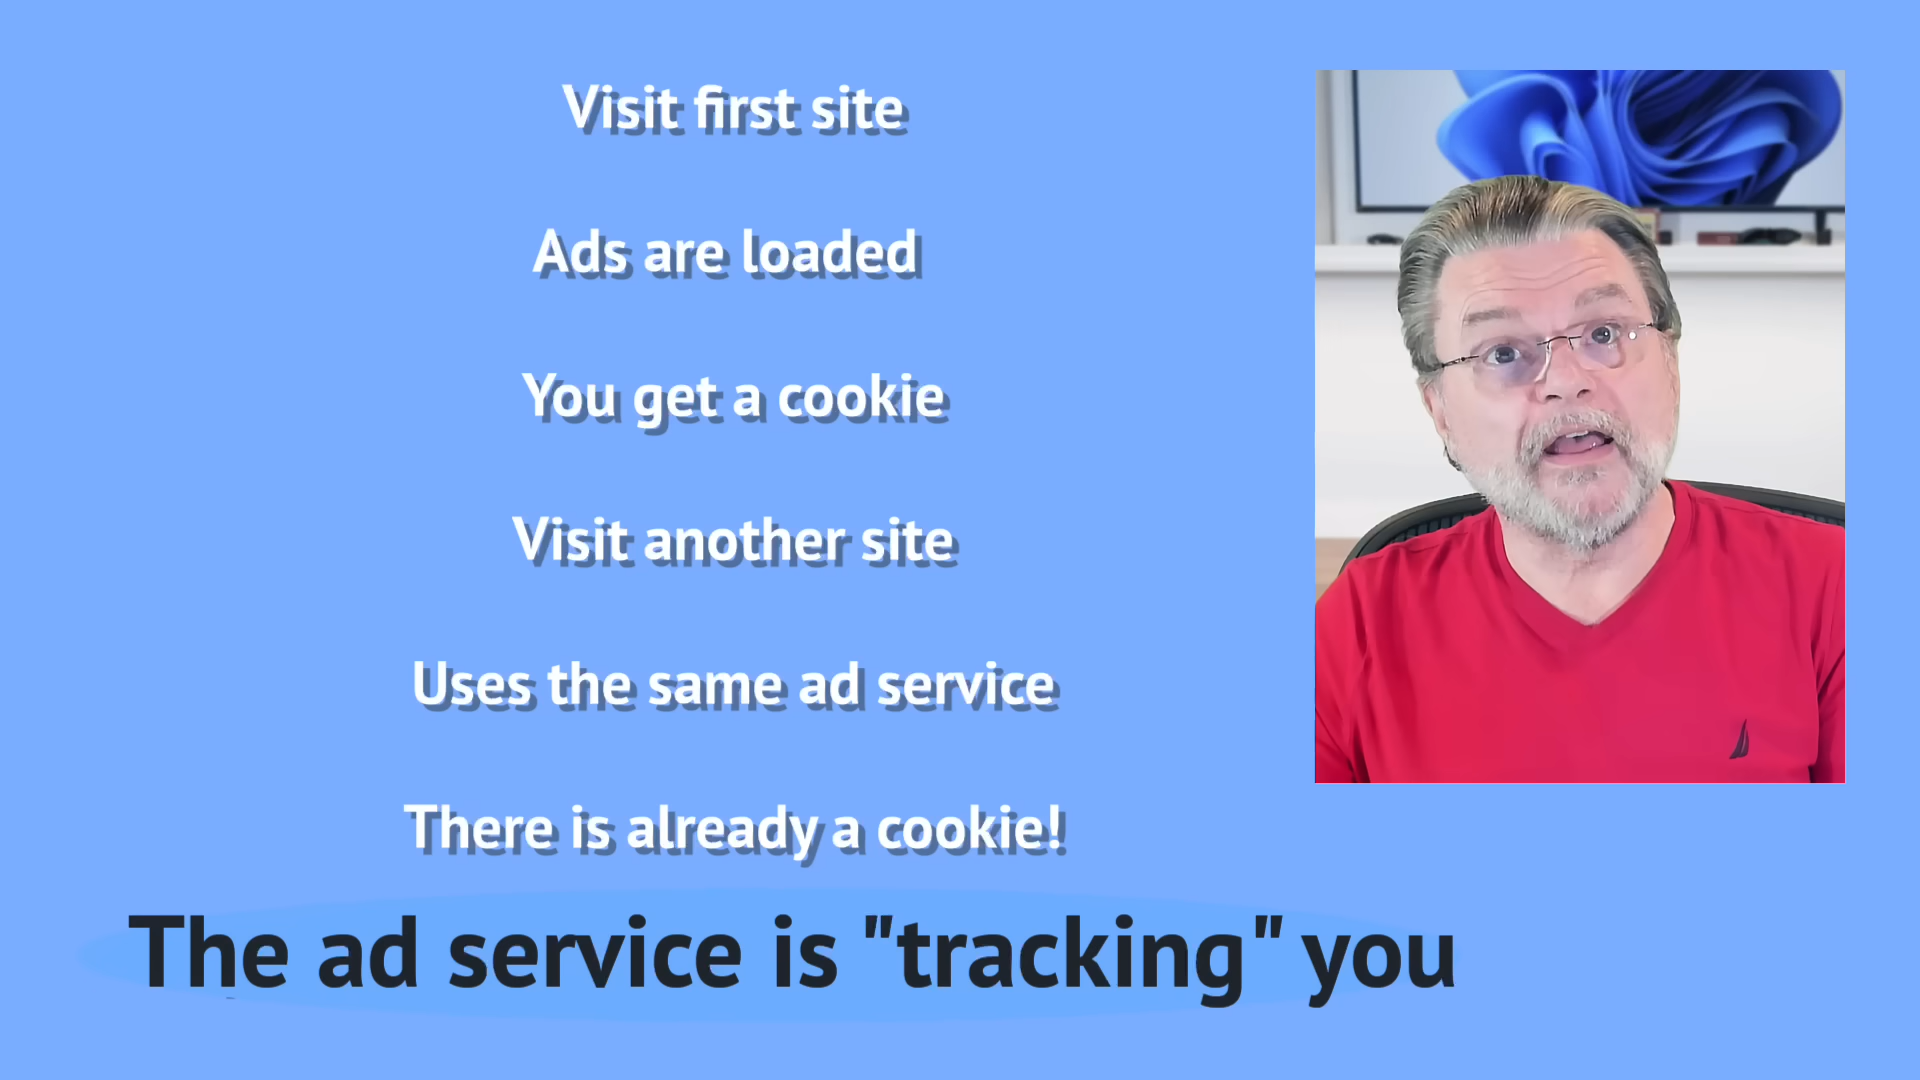 Visit first site
Ads are loaded
You get a cookie
Visit another site
Uses the same ad service
There is already a cookie!
The ad service is "tracking" you